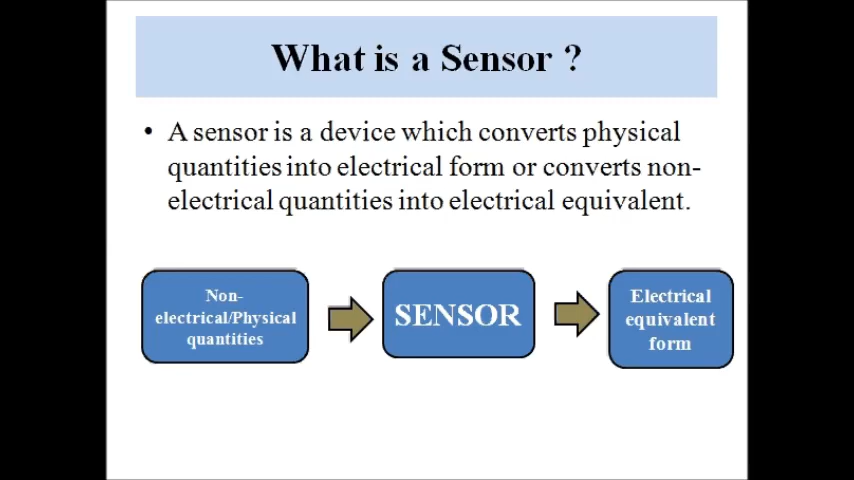 What is a Sensor ?
• A sensor is a device which converts physical
quantities into electrical form or converts non-
electrical quantities into electrical equivalent.
Non-
electrical/Physical
quantities
SENSOR
Electrical
equivalent
form